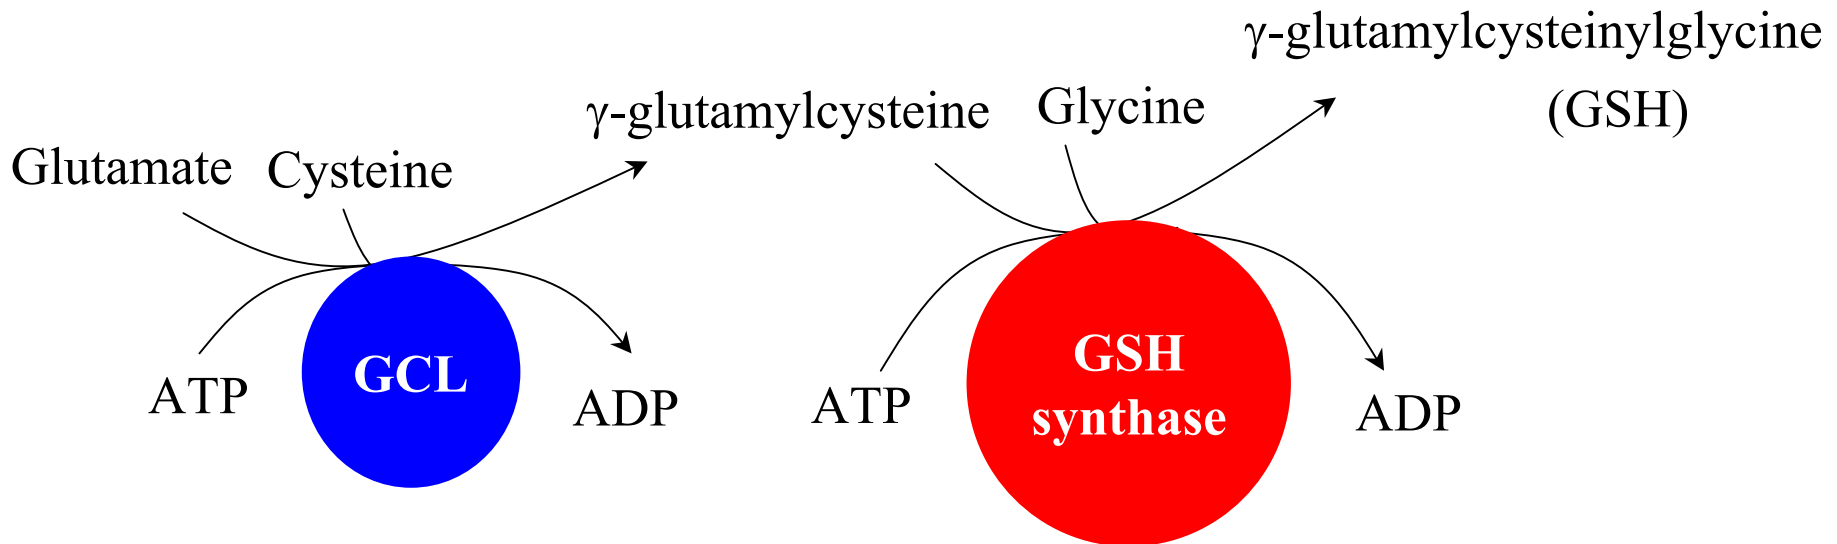 γ-glutamylcysteinylglycine
(GSH)
γ-glutamylcysteine
Glycine
Glutamate
Cysteine
ATP
GCL
ADP
ATP
GSH
synthase
ADP